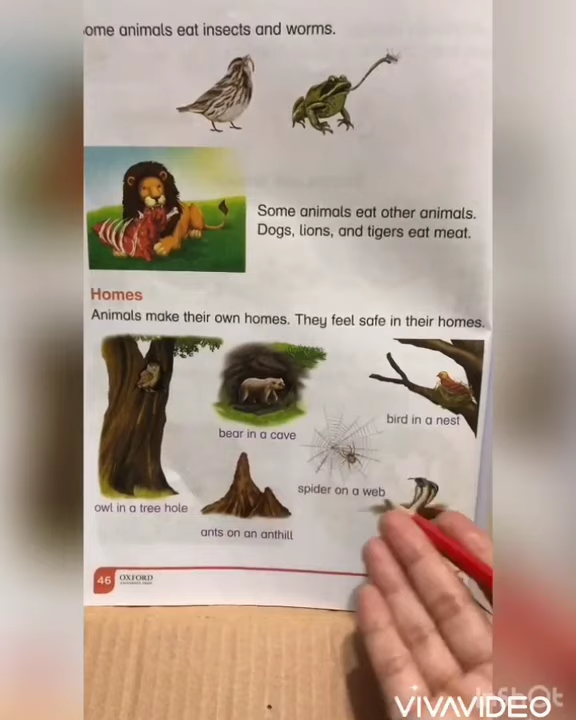 ome animals eat insects and worms.
Some animals eat other animals.
Dogs, lions, and tigers eat meat.
Homes
Animals make their own homes. They feel safe in their homes.
bird in a nest
bear in a cave
spider on a web
owl in a tree hole
ants on an anthill
46 OXFORD
VIVAVIDEO